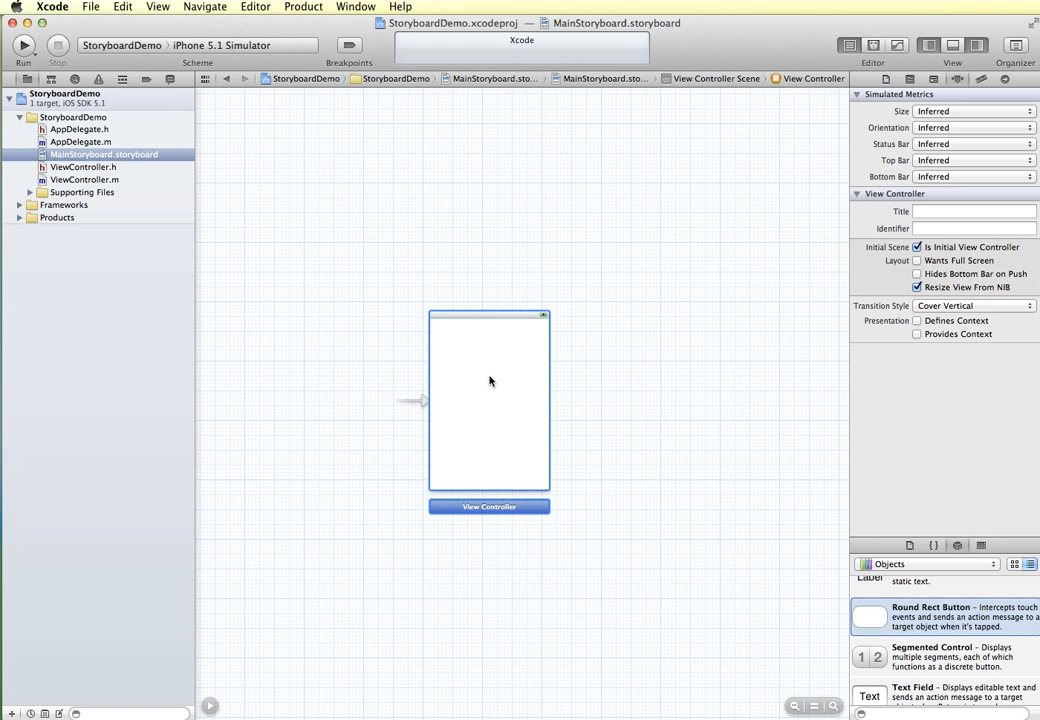 Xcode File Edit View Navigate Editor Product Window Help
StoryboardDemo.xcodeproj — MainStoryboard.storyboard
StoryboardDemo iPhone 5.1 Simulator
Xcode
Run Stop Scheme Breakpoints Editor View Organizer
StoryboardDemo StoryboardDemo MainStoryboard.sto... MainStoryboard.sto... View Controller Scene View Controller
StoryboardDemo
1 target, iOS SDK 5.1
StoryboardDemo
h AppDelegate.h
m AppDelegate.m
MainStoryboard.storyboard
h ViewController.h
m ViewController.m
Supporting Files
Frameworks
Products
View Controller
Simulated Metrics
Size Inferred
Orientation Inferred
Status Bar Inferred
Top Bar Inferred
Bottom Bar Inferred
View Controller
Title
Identifier
Initial Scene Is Initial View Controller
Layout Wants Full Screen
Hides Bottom Bar on Push
Resize View From NIB
Transition Style Cover Vertical
Presentation Defines Context
Provides Context
{ }
Objects
Label static text.
Round Rect Button – Intercepts touch
events and sends an action message to a
target object when it's tapped.
1 2 Segmented Control – Displays
multiple segments, each of which
functions as a discrete button.
Text Text Field – Displays editable text and
sends an action message to a